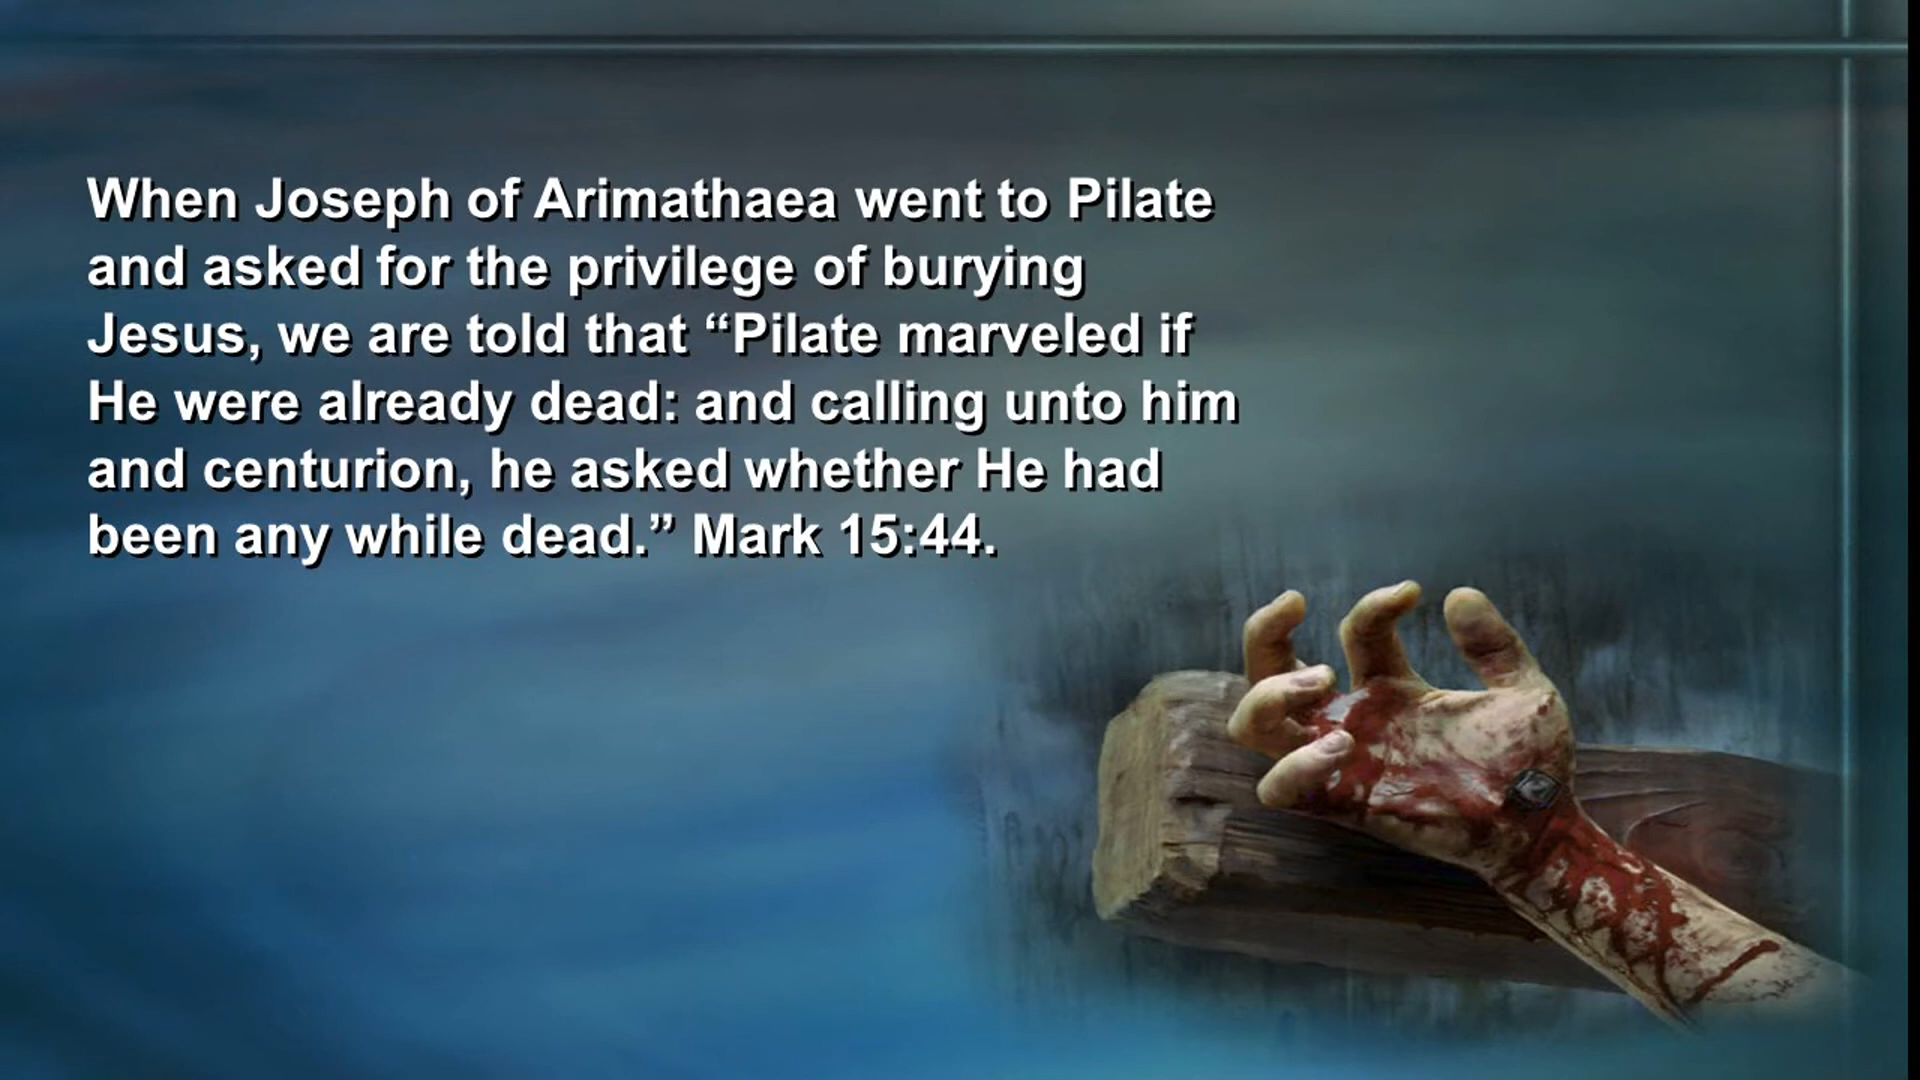 When Joseph of Arimathaea went to Pilate
and asked for the privilege of burying
Jesus, we are told that “Pilate marveled if
He were already dead: and calling unto him
and centurion, he asked whether He had
been any while dead.” Mark 15:44.